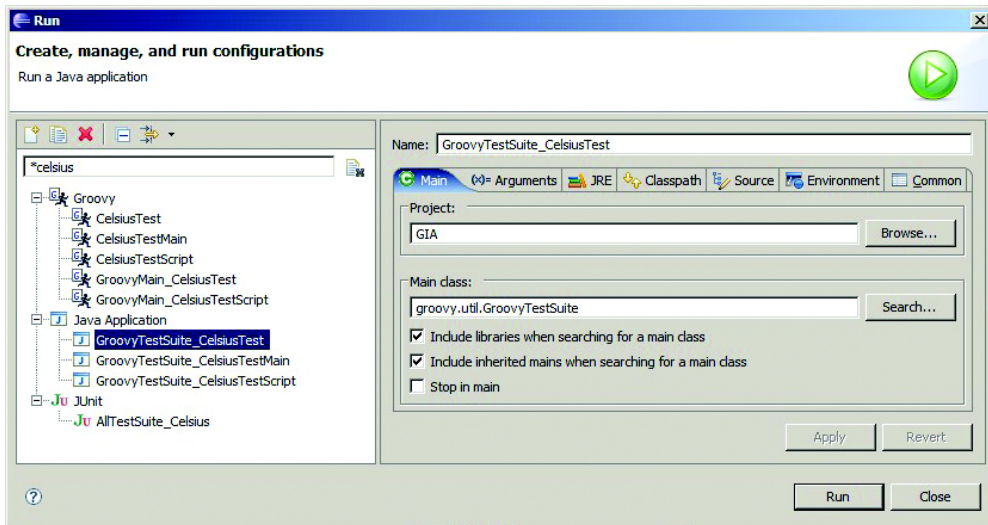 Run
Create, manage, and run configurations
Run a Java application
*celsius
Groovy
CelsiusTest
CelsiusTestMain
CelsiusTestScript
GroovyMain_CelsiusTest
GroovyMain_CelsiusTestScript
Java Application
GroovyTestSuite_CelsiusTest
GroovyTestSuite_CelsiusTestMain
GroovyTestSuite_CelsiusTestScript
JUnit
AllTestSuite_Celsius
Name: GroovyTestSuite_CelsiusTest
Main (x)= Arguments JRE Classpath Source Environment Common
Project:
GIA Browse...
Main class:
groovy.util.GroovyTestSuite Search...
Include libraries when searching for a main class
Include inherited mains when searching for a main class
Stop in main
Apply Revert
Run Close